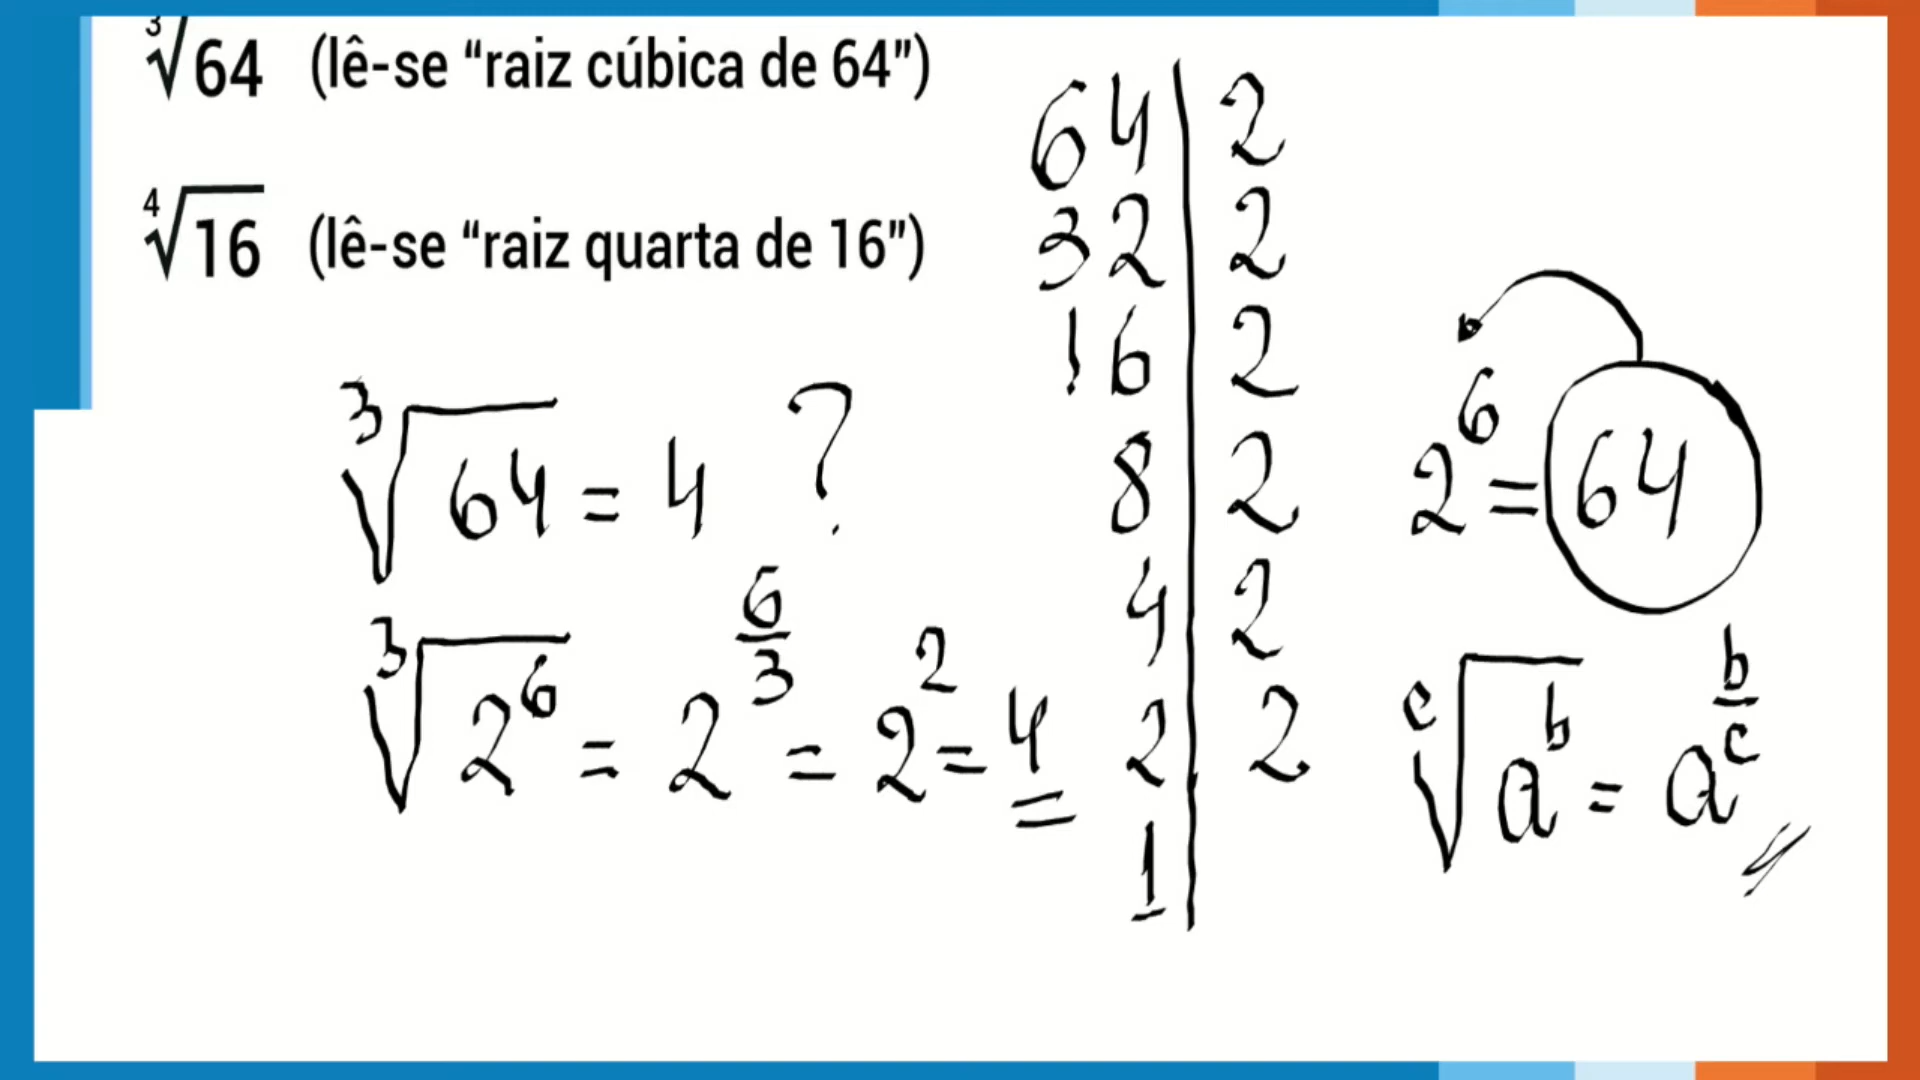 ∛64 (lê-se “raiz cúbica de 64”)
∜16 (lê-se “raiz quarta de 16”)
∛64 = 4 ?
∛2⁶ = 2^(6/3) = 2² = 4
64 | 2
32 | 2
16 | 2
8 | 2
4 | 2
2 | 2
1 |
2⁶ = 64
ᶜ√aᵇ = a^(b/c)